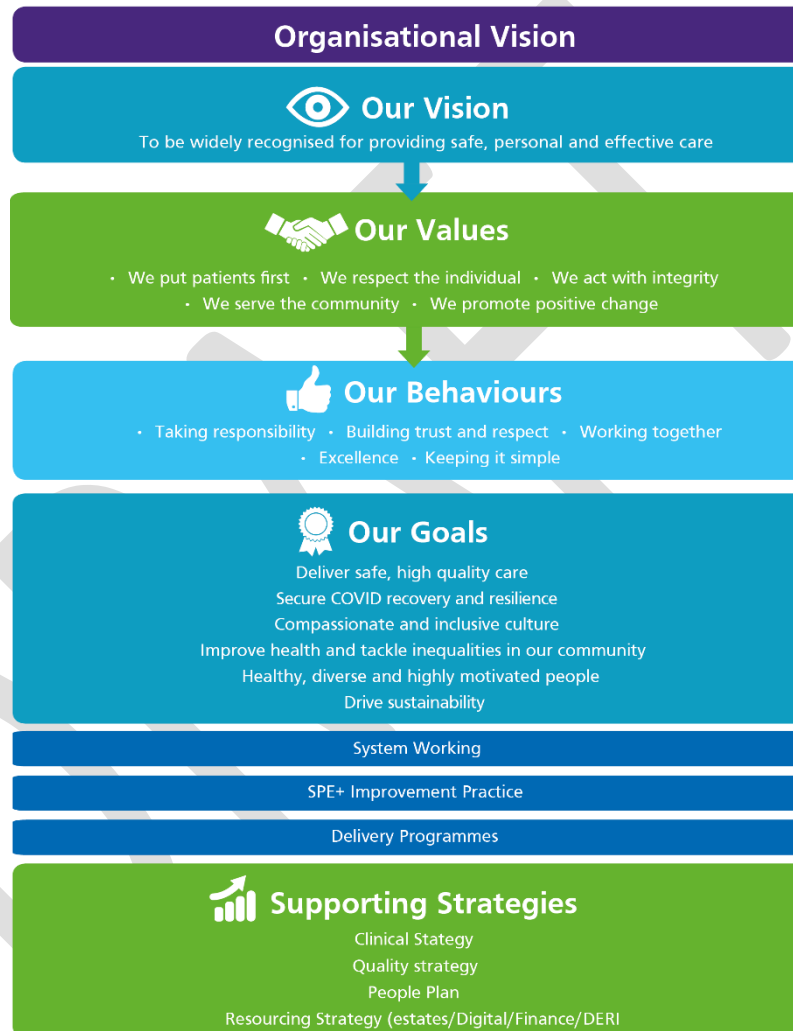 Organisational Vision
Our Vision
To be widely recognised for providing safe, personal and effective care
Our Values
· We put patients first · We respect the individual · We act with integrity
· We serve the community · We promote positive change
Our Behaviours
· Taking responsibility · Building trust and respect · Working together
· Excellence · Keeping it simple
Our Goals
Deliver safe, high quality care
Secure COVID recovery and resilience
Compassionate and inclusive culture
Improve health and tackle inequalities in our community
Healthy, diverse and highly motivated people
Drive sustainability
System Working
SPE+ Improvement Practice
Delivery Programmes
Supporting Strategies
Clinical Stategy
Quality strategy
People Plan
Resourcing Strategy (estates/Digital/Finance/DERI